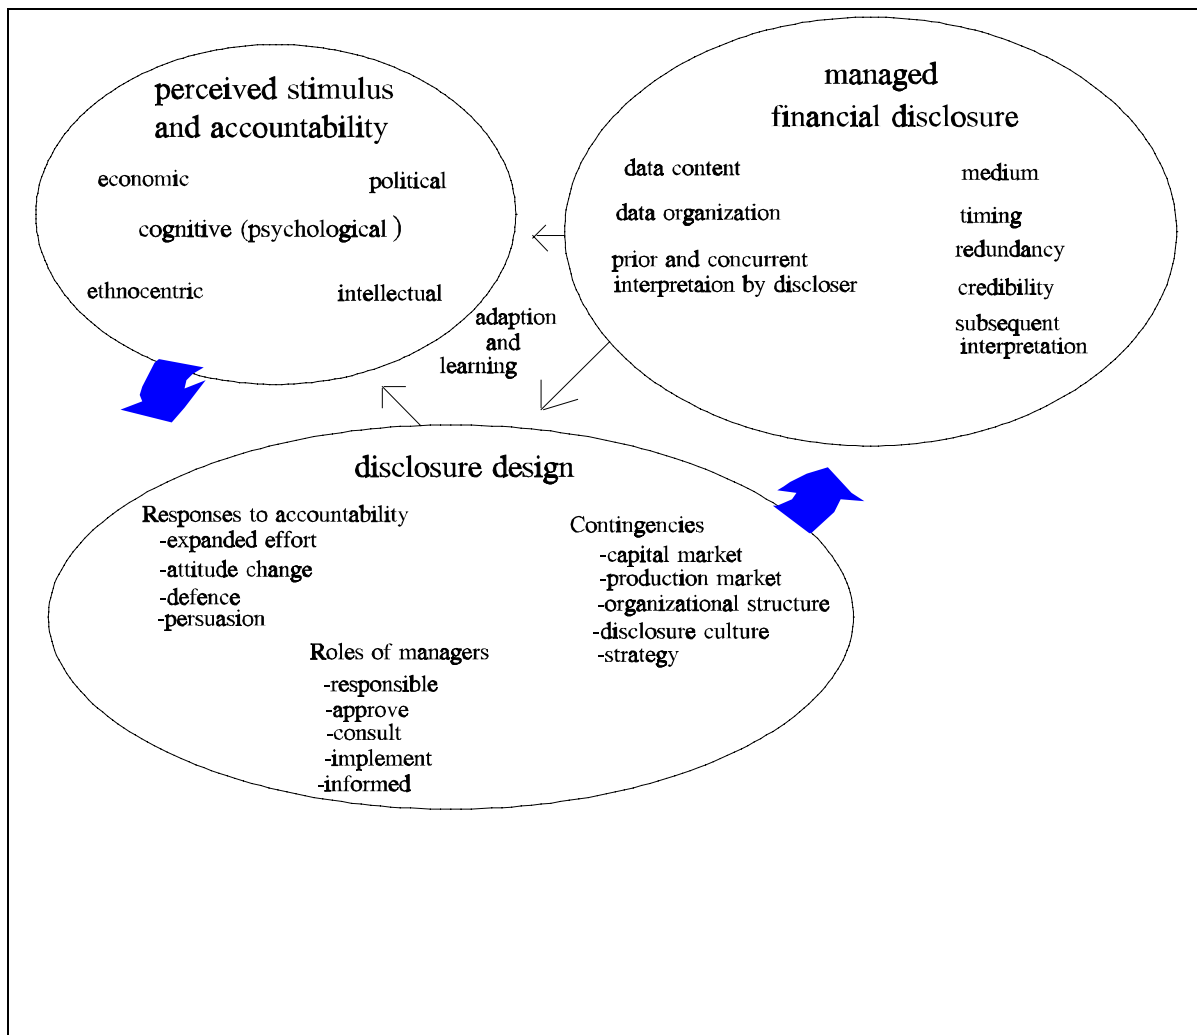 perceived stimulus
and accountability
economic
political
cognitive (psychological )
ethnocentric
intellectual
managed
financial disclosure
data content
data organization
prior and concurrent
interpretaion by discloser
medium
timing
redundancy
credibility
subsequent
interpretation
adaption
and
learning
disclosure design
Responses to accountability
-expanded effort
-attitude change
-defence
-persuasion
Roles of managers
-responsible
-approve
-consult
-implement
-informed
Contingencies
-capital market
-production market
-organizational structure
-disclosure culture
-strategy